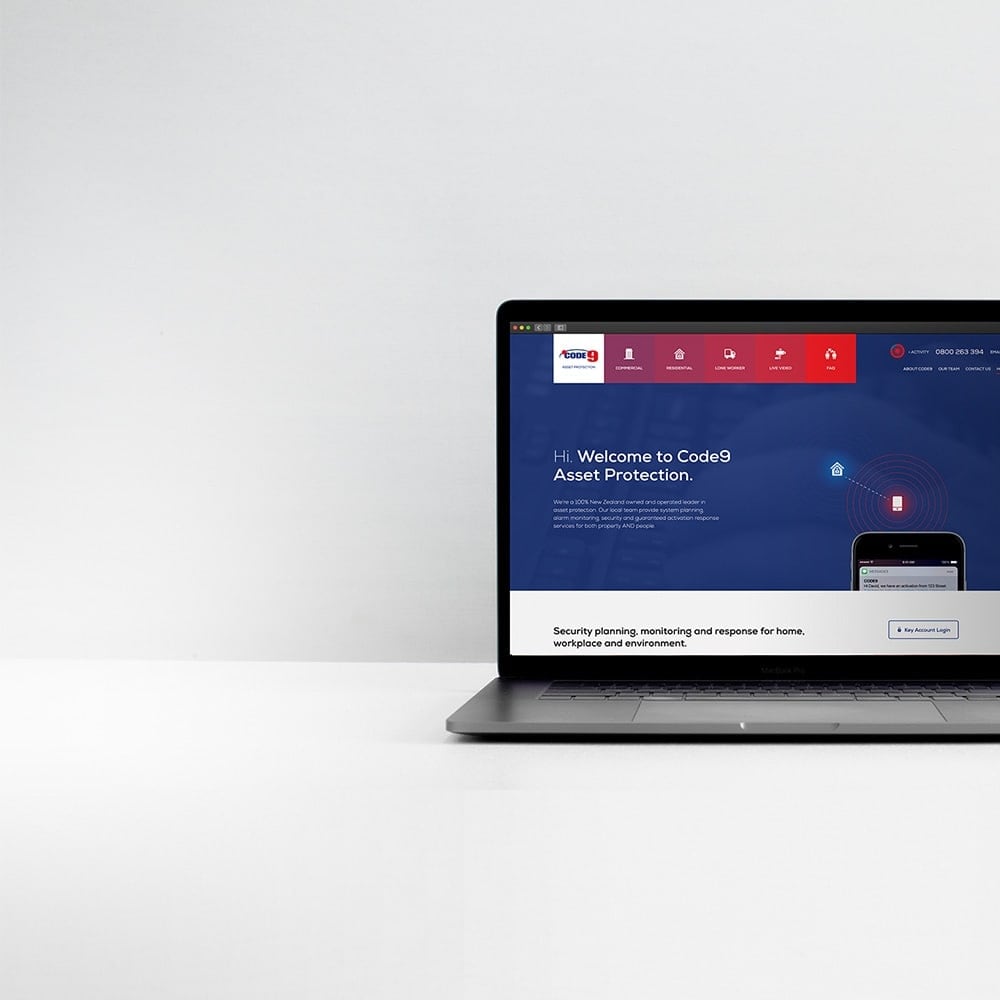 CODE 9
ASSET PROTECTION
COMMERCIAL
RESIDENTIAL
LONE WORKER
LIVE VIDEO
FAQ
ACTIVITY 0800 263 394
ABOUT CODE9 OUR TEAM CONTACT US
Hi. Welcome to Code9
Asset Protection.
We're a 100% New Zealand owned and operated leader in
asset protection. Our local team provide system planning,
alarm monitoring, security and guaranteed activation response
services for both property AND people.
MESSAGES
CODE9
Hi David, we have an activation from 123 Street
Security planning, monitoring and response for home,
workplace and environment.
Key Account Login
MacBook Pro